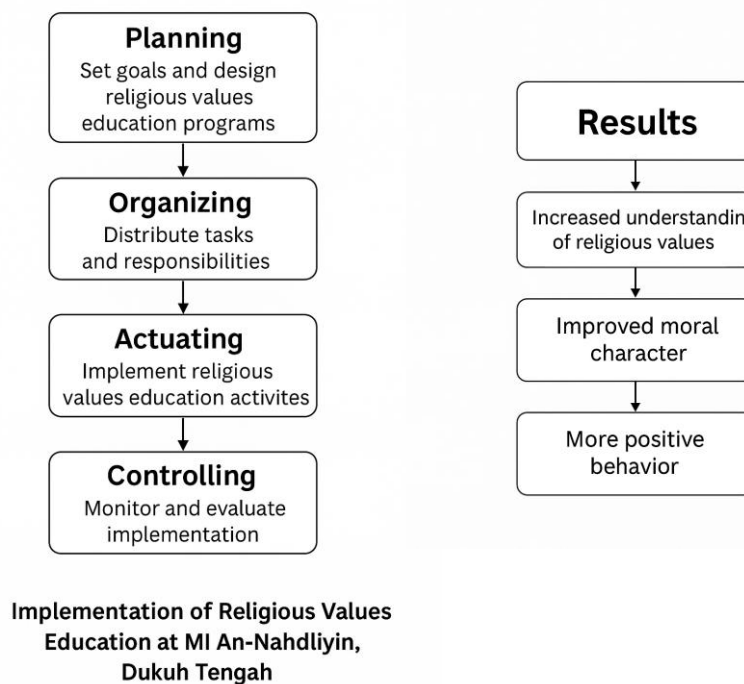 Planning
Set goals and design
religious values
education programs
Organizing
Distribute tasks
and responsibilities
Actuating
Implement religious
values education activites
Controlling
Monitor and evaluate
implementation
Implementation of Religious Values
Education at MI An-Nahdliyin,
Dukuh Tengah
Results
Increased understandin
of religious values
Improved moral
character
More positive
behavior